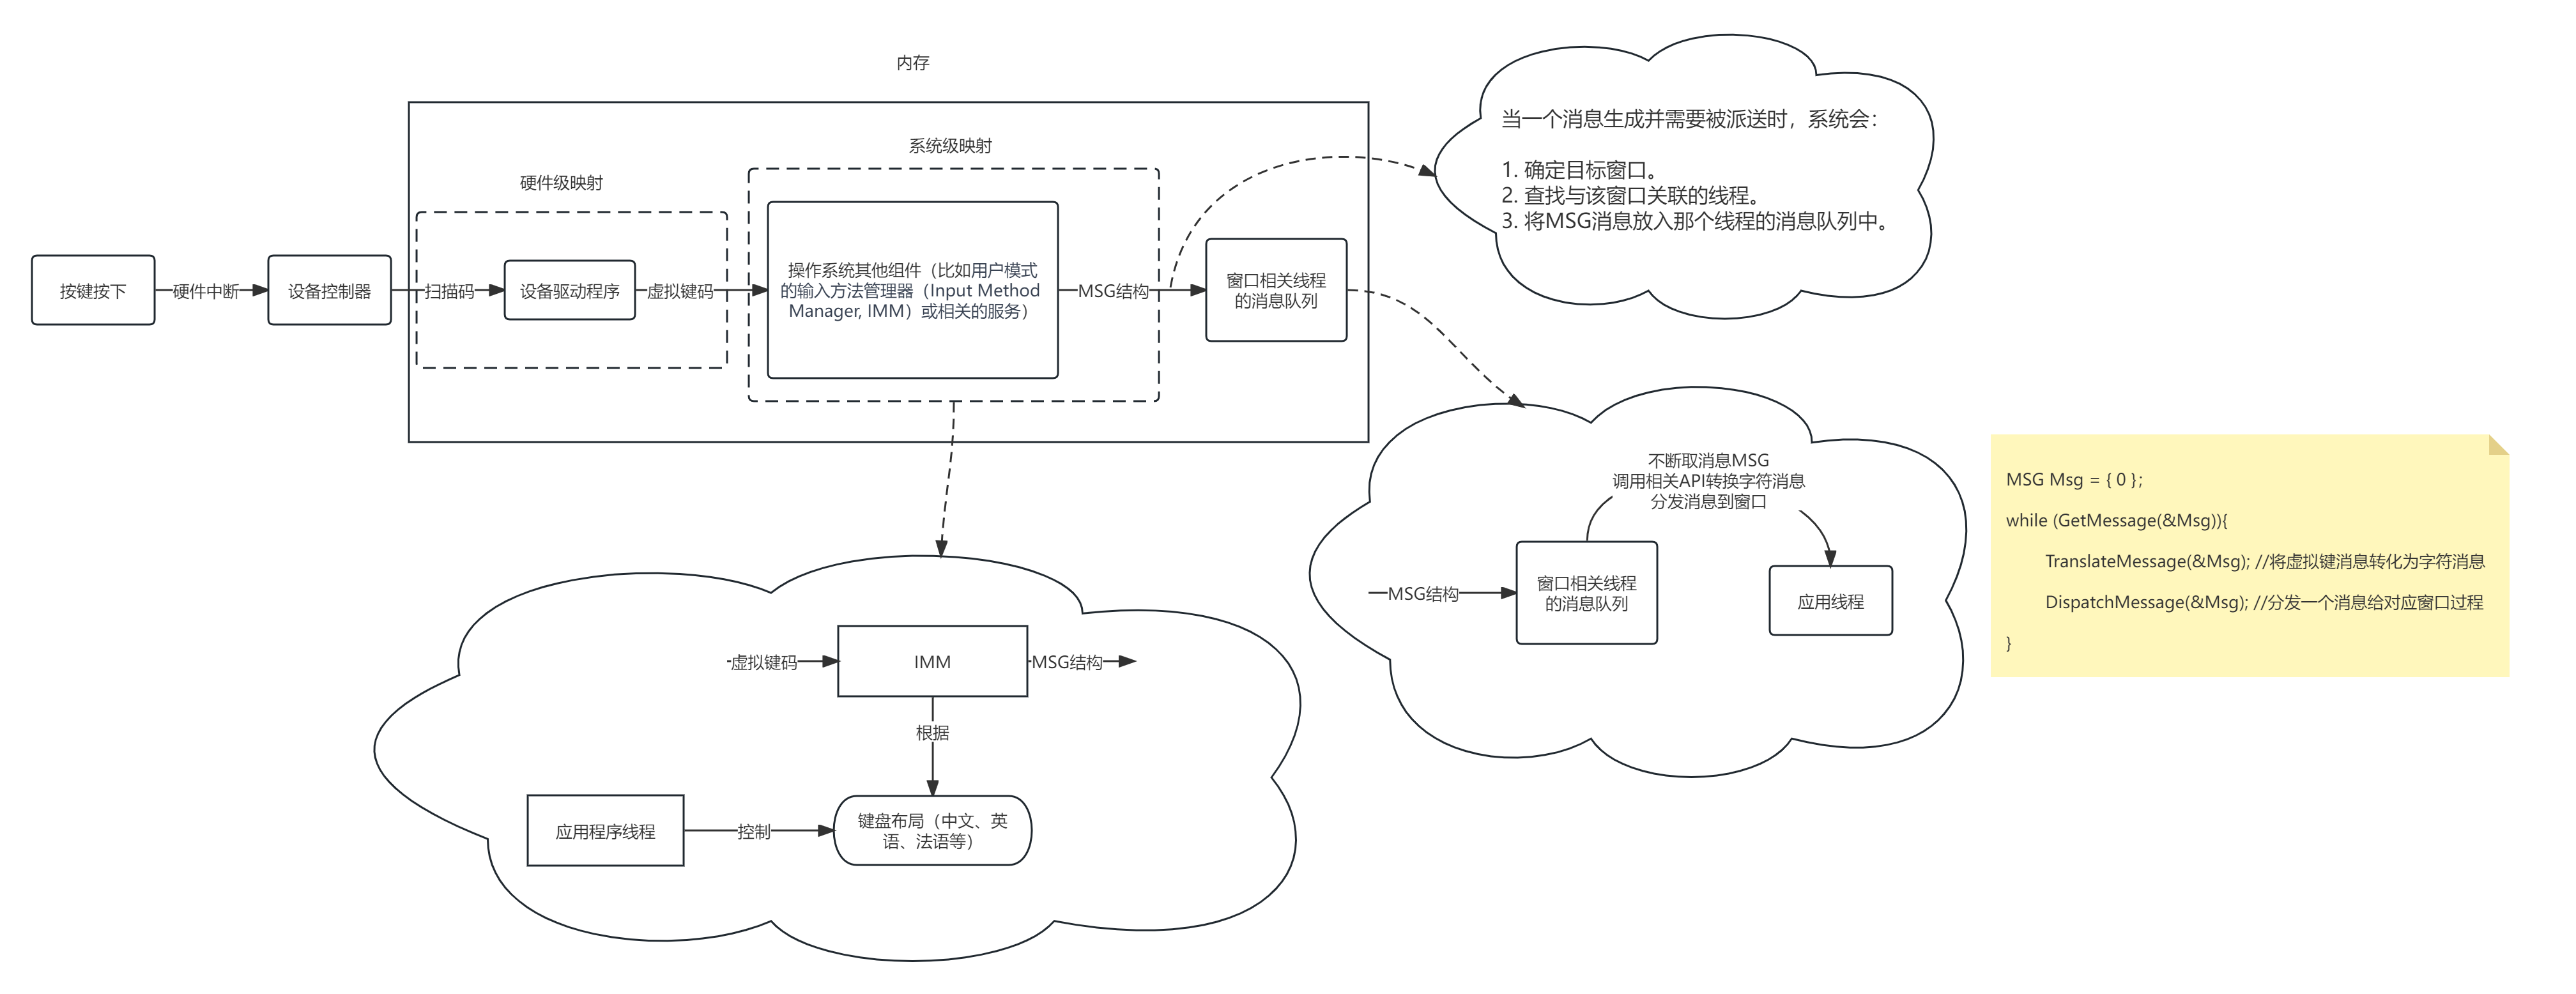 内存
当一个消息生成并需要被派送时，系统会：
1. 确定目标窗口。
2. 查找与该窗口关联的线程。
3. 将MSG消息放入那个线程的消息队列中。
系统级映射
硬件级映射
按键按下
硬件中断
设备控制器
扫描码
设备驱动程序
虚拟键码
操作系统其他组件（比如用户模式
的输入方法管理器（Input Method
Manager, IMM）或相关的服务）
MSG结构
窗口相关线程
的消息队列
不断取消息MSG
调用相关API转换字符消息
分发消息到窗口
MSG结构
窗口相关线程
的消息队列
应用线程
MSG Msg = { 0 };
while (GetMessage(&Msg)){
TranslateMessage(&Msg); //将虚拟键消息转化为字符消息
DispatchMessage(&Msg); //分发一个消息给对应窗口过程
}
虚拟键码
IMM
MSG结构
根据
应用程序线程
控制
键盘布局（中文、英
语、法语等）